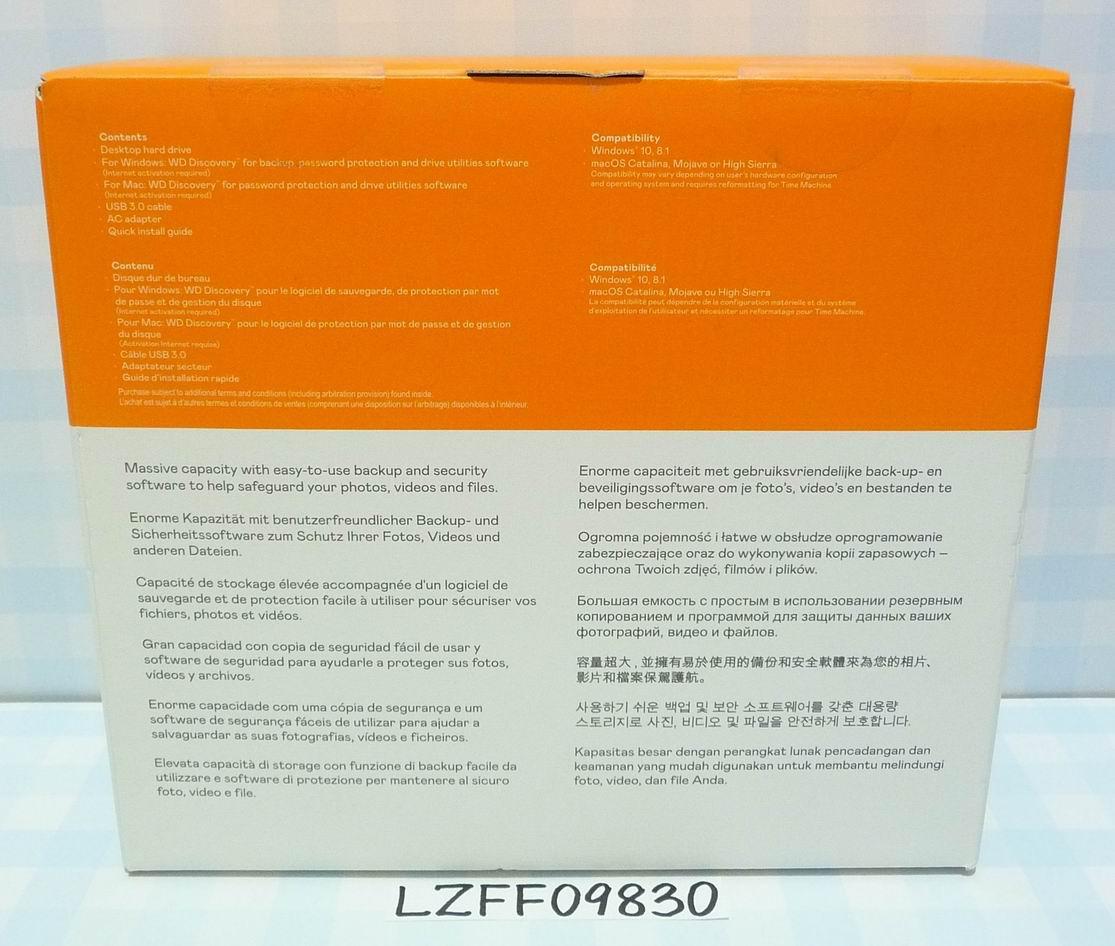 Contents
· Desktop hard drive
· For Windows: WD Discovery™ for backup, password protection and drive utilities software
(Internet activation required)
· For Mac: WD Discovery™ for password protection and drive utilities software
(Internet activation required)
· USB 3.0 cable
· AC adapter
· Quick install guide
Compatibility
· Windows® 10, 8.1
· macOS Catalina, Mojave or High Sierra
Compatibility may vary depending on user's hardware configuration
and operating system and requires reformatting for Time Machine
Contenu
· Disque dur de bureau
· Pour Windows: WD Discovery™ pour le logiciel de sauvegarde, de protection par mot
de passe et de gestion du disque
(Internet activation required)
· Pour Mac: WD Discovery™ pour le logiciel de protection par mot de passe et de gestion
du disque
(Activation Internet requise)
· Câble USB 3.0
· Adaptateur secteur
· Guide d'installation rapide
Compatibilité
· Windows® 10, 8.1
· macOS Catalina, Mojave ou High Sierra
La compatibilité peut dépendre de la configuration matérielle et du système
d'exploitation de l'utilisateur et nécessiter un reformatage pour Time Machine.
Purchase subject to additional terms and conditions (including arbitration provision) found inside.
L'achat est sujet à d'autres termes et conditions de ventes (comprenant une disposition sur l'arbitrage) disponibles à l'intérieur.
Massive capacity with easy-to-use backup and security
software to help safeguard your photos, videos and files.
Enorme Kapazität mit benutzerfreundlicher Backup- und
Sicherheitssoftware zum Schutz Ihrer Fotos, Videos und
anderen Dateien.
Capacité de stockage élevée accompagnée d'un logiciel de
sauvegarde et de protection facile à utiliser pour sécuriser vos
fichiers, photos et vidéos.
Gran capacidad con copia de seguridad fácil de usar y
software de seguridad para ayudarle a proteger sus fotos,
vídeos y archivos.
Enorme capacidade com uma cópia de segurança e um
software de segurança fáceis de utilizar para ajudar a
salvaguardar as suas fotografias, vídeos e ficheiros.
Elevata capacità di storage con funzione di backup facile da
utilizzare e software di protezione per mantenere al sicuro
foto, video e file.
Enorme capaciteit met gebruiksvriendelijke back-up- en
beveiligingssoftware om je foto's, video's en bestanden te
helpen beschermen.
Ogromna pojemność i łatwe w obsłudze oprogramowanie
zabezpieczające oraz do wykonywania kopii zapasowych –
ochrona Twoich zdjęć, filmów i plików.
Большая емкость с простым в использовании резервным
копированием и программой для защиты данных ваших
фотографий, видео и файлов.
容量超大，並擁有易於使用的備份和安全軟體來為您的相片、
影片和檔案保駕護航。
사용하기 쉬운 백업 및 보안 소프트웨어를 갖춘 대용량
스토리지로 사진, 비디오 및 파일을 안전하게 보호합니다.
Kapasitas besar dengan perangkat lunak pencadangan dan
keamanan yang mudah digunakan untuk membantu melindungi
foto, video, dan file Anda.
LZFF09830